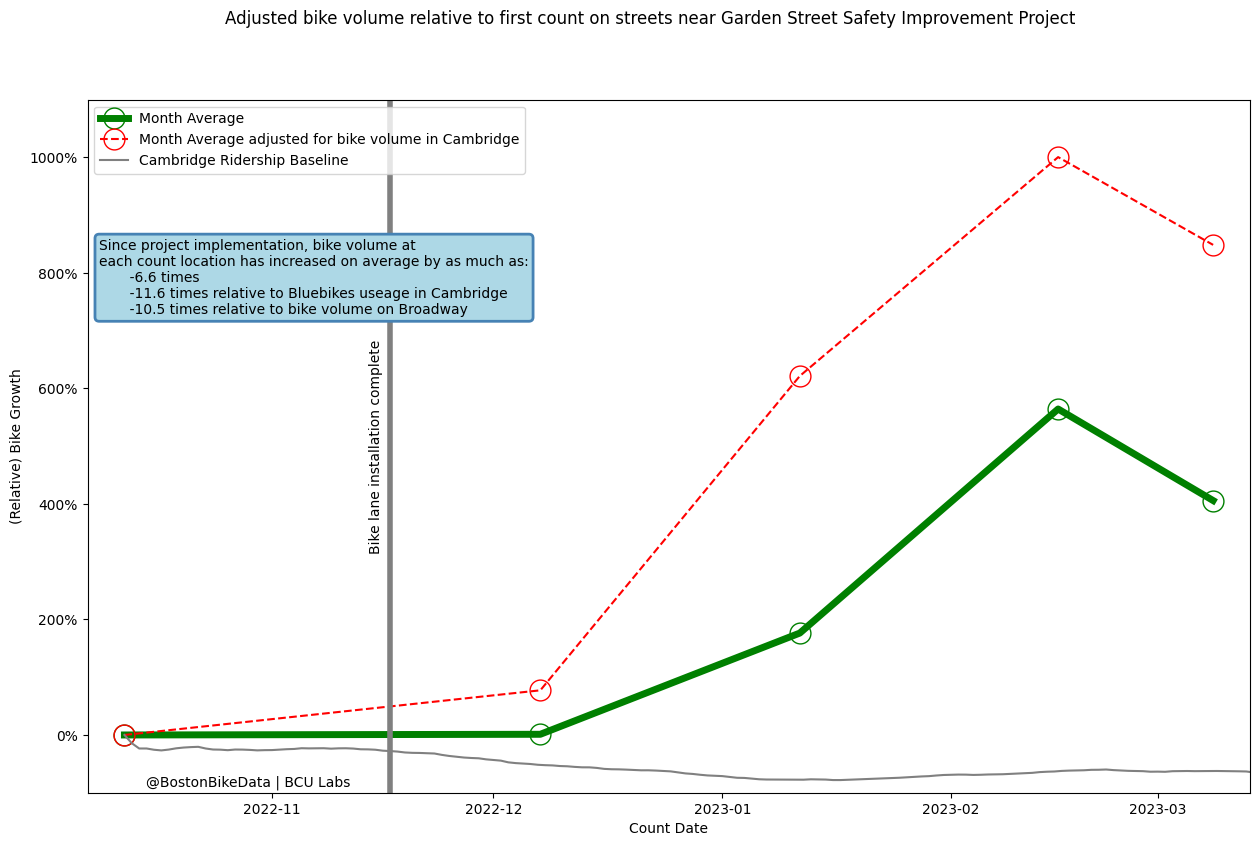 Adjusted bike volume relative to first count on streets near Garden Street Safety Improvement Project
Month Average
Month Average adjusted for bike volume in Cambridge
Cambridge Ridership Baseline
Since project implementation, bike volume at
each count location has increased on average by as much as:
-6.6 times
-11.6 times relative to Bluebikes useage in Cambridge
-10.5 times relative to bike volume on Broadway
Bike lane installation complete
(Relative) Bike Growth
1000%
800%
600%
400%
200%
0%
@BostonBikeData | BCU Labs
2022-11
2022-12
2023-01
2023-02
2023-03
Count Date